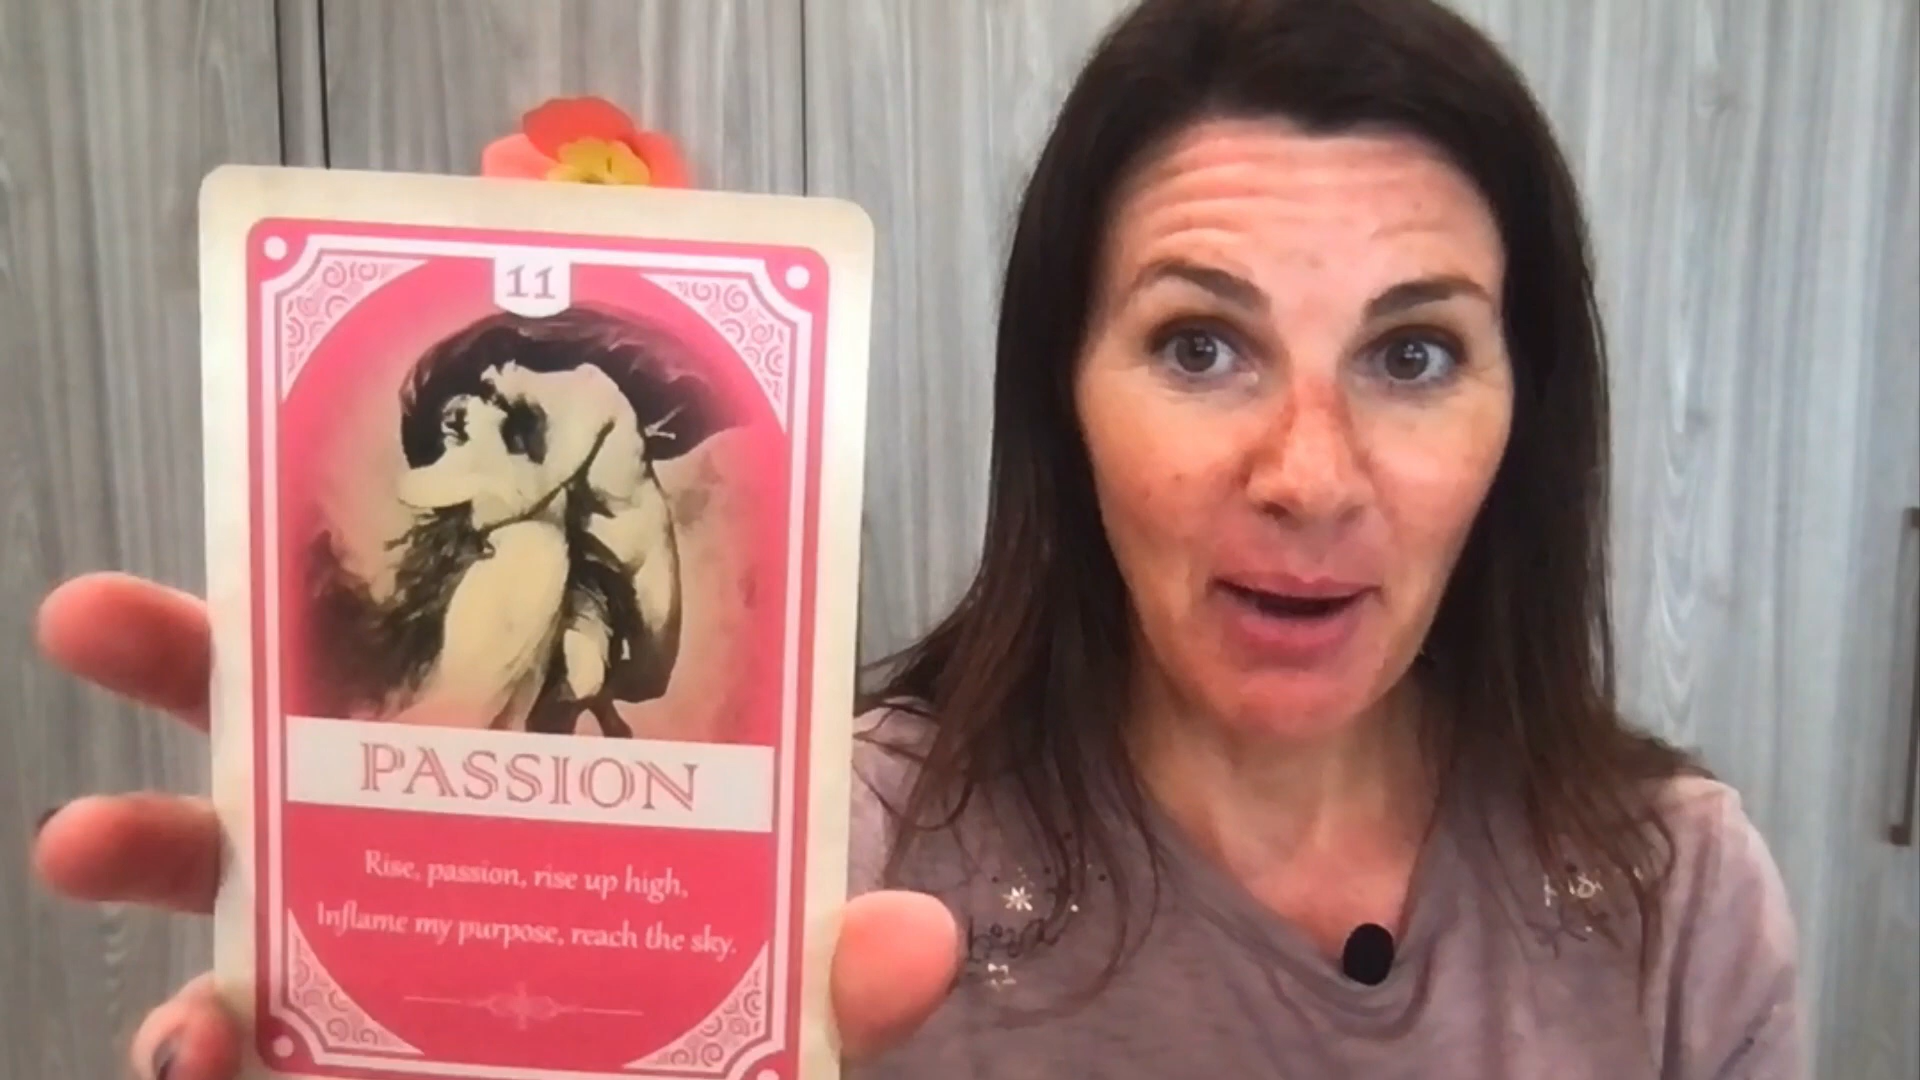 11
PASSION
Rise, passion, rise up high,
Inflame my purpose, reach the sky.